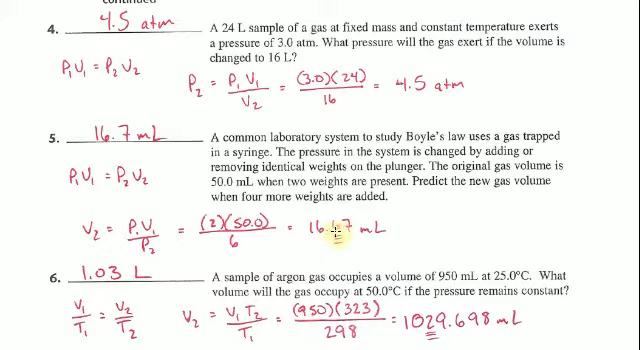 continued
4. 4.5 atm A 24 L sample of a gas at fixed mass and constant temperature exerts
a pressure of 3.0 atm. What pressure will the gas exert if the volume is
changed to 16 L?
P₁V₁ = P₂V₂
P₂ = P₁V₁/V₂ = (3.0)(24)/16 = 4.5 atm
5. 16.7 mL A common laboratory system to study Boyle's law uses a gas trapped
in a syringe. The pressure in the system is changed by adding or
removing identical weights on the plunger. The original gas volume is
50.0 mL when two weights are present. Predict the new gas volume
when four more weights are added.
P₁V₁ = P₂V₂
V₂ = P₁V₁/P₂ = (2)(50.0)/6 = 16.67 mL
6. 1.03 L A sample of argon gas occupies a volume of 950 mL at 25.0°C. What
volume will the gas occupy at 50.0°C if the pressure remains constant?
V₁/T₁ = V₂/T₂ V₂ = V₁T₂/T₁ = (950)(323)/298 = 1029.698 mL